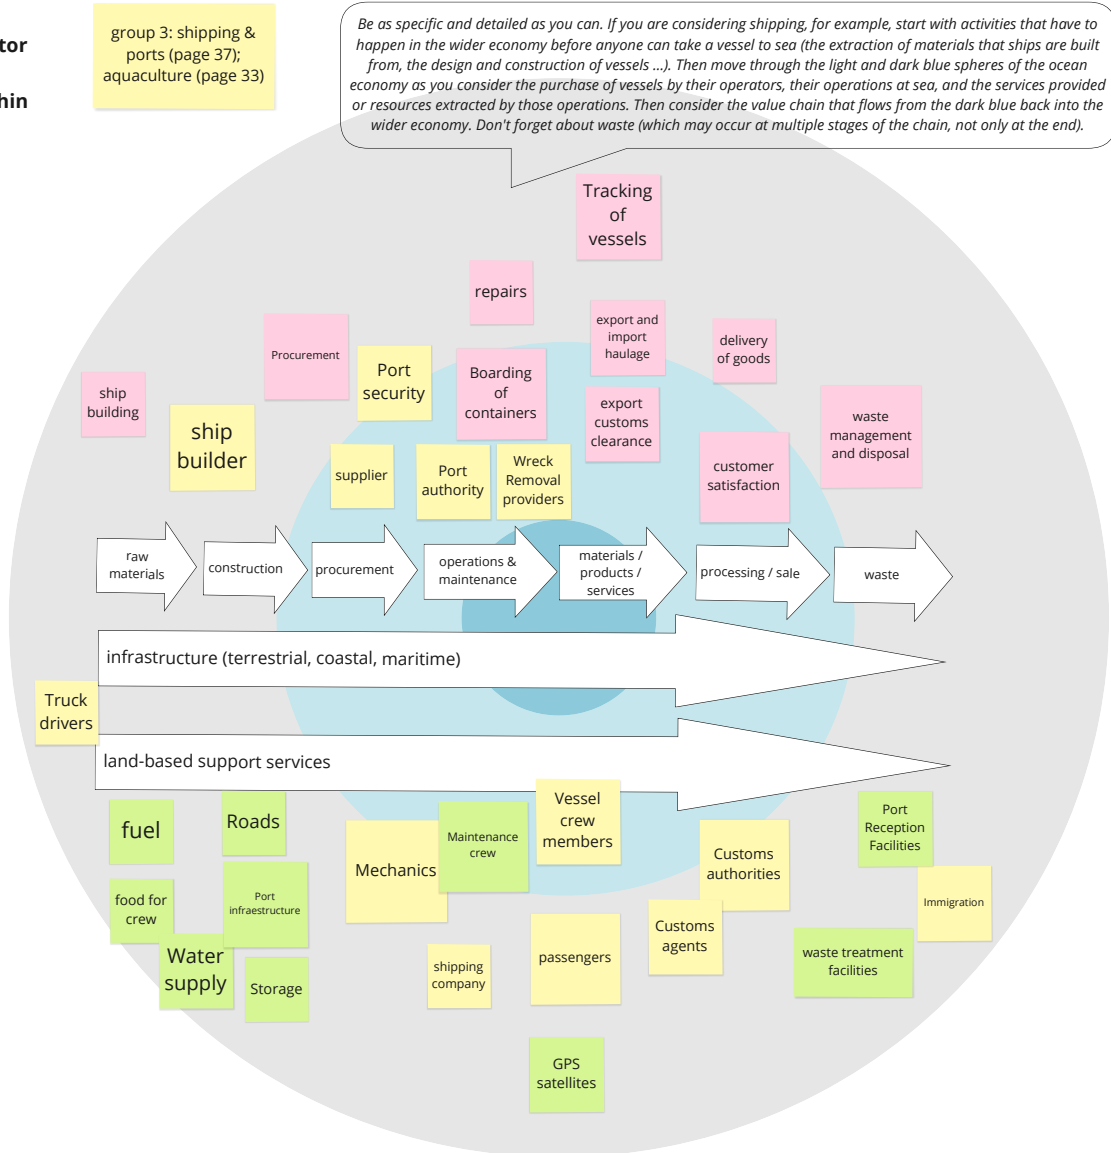 tor
hin
group 3: shipping &
ports (page 37);
aquaculture (page 33)
Be as specific and detailed as you can. If you are considering shipping, for example, start with activities that have to
happen in the wider economy before anyone can take a vessel to sea (the extraction of materials that ships are built
from, the design and construction of vessels ...). Then move through the light and dark blue spheres of the ocean
economy as you consider the purchase of vessels by their operators, their operations at sea, and the services provided
or resources extracted by those operations. Then consider the value chain that flows from the dark blue back into the
wider economy. Don't forget about waste (which may occur at multiple stages of the chain, not only at the end).
Tracking
of
vessels
repairs
export and
import
haulage
delivery
of goods
Procurement
Port
security
Boarding
of
containers
ship
building
export
customs
clearance
waste
management
and disposal
ship
builder
customer
satisfaction
supplier
Port
authority
Wreck
Removal
providers
raw
materials
construction
procurement
operations &
maintenance
materials /
products /
services
processing / sale
waste
infrastructure (terrestrial, coastal, maritime)
Truck
drivers
land-based support services
fuel
Roads
Vessel
crew
members
Port
Reception
Facilities
Maintenance
crew
Mechanics
Customs
authorities
food for
crew
Port
infraestructure
Immigration
Customs
agents
Water
supply
Storage
shipping
company
passengers
waste treatment
facilities
GPS
satellites